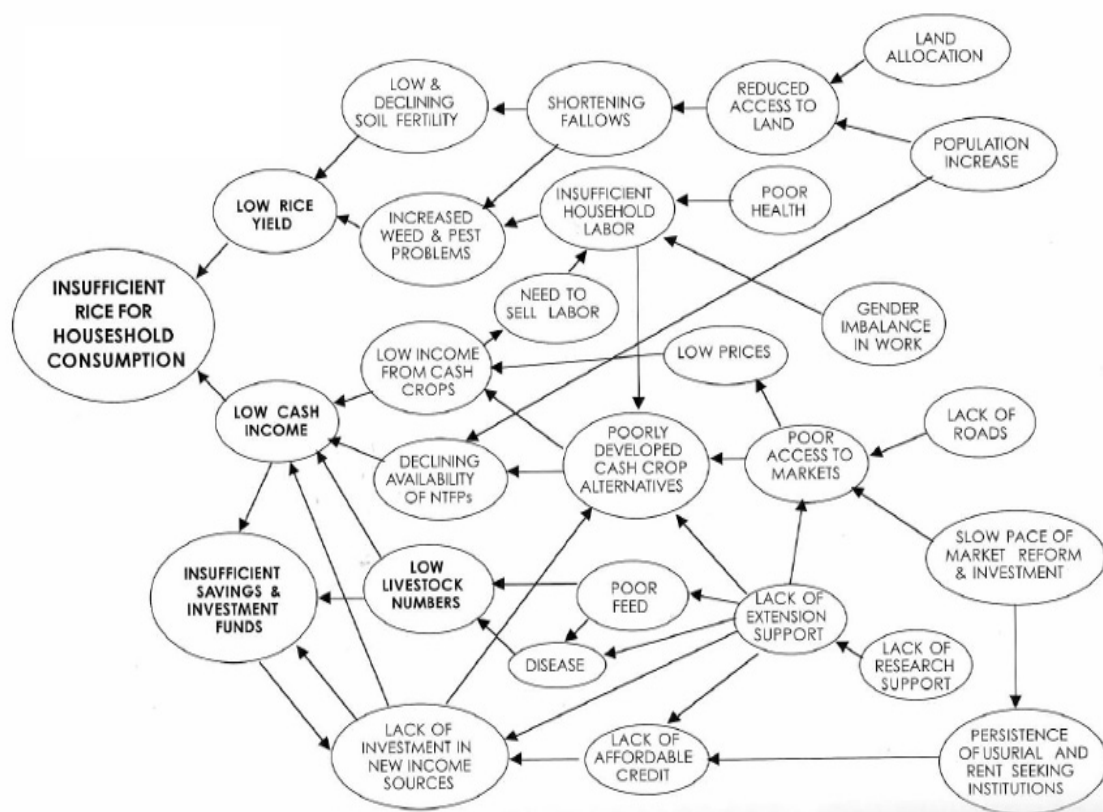 LAND
ALLOCATION
LOW &
DECLINING
SOIL FERTILITY
SHORTENING
FALLOWS
REDUCED
ACCESS TO
LAND
POPULATION
INCREASE
LOW RICE
YIELD
INCREASED
WEED & PEST
PROBLEMS
INSUFFICIENT
HOUSEHOLD
LABOR
POOR
HEALTH
INSUFFICIENT
RICE FOR
HOUSESHOLD
CONSUMPTION
NEED TO
SELL LABOR
GENDER
IMBALANCE
IN WORK
LOW INCOME
FROM CASH
CROPS
LOW PRICES
LOW CASH
INCOME
DECLINING
AVAILABILITY
OF NTFPs
POORLY
DEVELOPED
CASH CROP
ALTERNATIVES
POOR
ACCESS TO
MARKETS
LACK OF
ROADS
INSUFFICIENT
SAVINGS &
INVESTMENT
FUNDS
LOW
LIVESTOCK
NUMBERS
POOR
FEED
LACK OF
EXTENSION
SUPPORT
SLOW PACE OF
MARKET REFORM
& INVESTMENT
DISEASE
LACK OF
RESEARCH
SUPPORT
LACK OF
INVESTMENT IN
NEW INCOME
SOURCES
LACK OF
AFFORDABLE
CREDIT
PERSISTENCE
OF USURIAL AND
RENT SEEKING
INSTITUTIONS